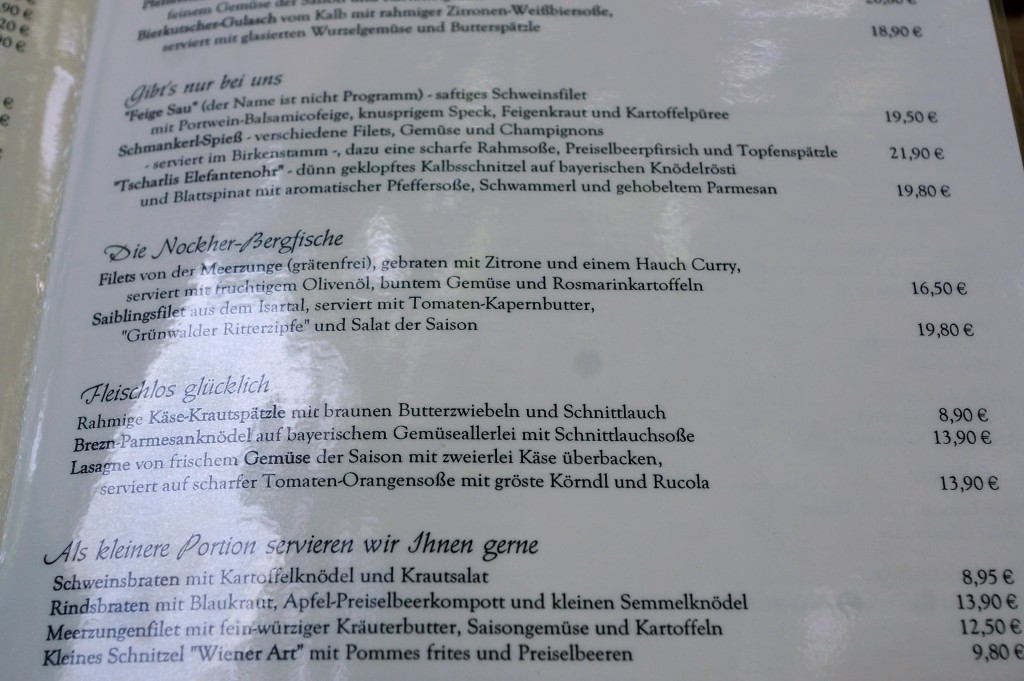 feinem Gemüse der Saison und
Bierkutscher-Gulasch vom Kalb mit rahmiger Zitronen-Weißbiersoße,
serviert mit glasierten Wurzelgemüse und Butterspätzle 18,90 €
Gibt's nur bei uns
"Feige Sau" (der Name ist nicht Programm) - saftiges Schweinsfilet
mit Portwein-Balsamicofeige, knusprigem Speck, Feigenkraut und Kartoffelpüree 19,50 €
Schmankerl-Spieß - verschiedene Filets, Gemüse und Champignons
- serviert im Birkenstamm -, dazu eine scharfe Rahmsoße, Preiselbeerpfirsich und Topfenspätzle 21,90 €
"Tscharlis Elefantenohr" - dünn geklopftes Kalbsschnitzel auf bayerischen Knödelrösti
und Blattspinat mit aromatischer Pfeffersoße, Schwammerl und gehobeltem Parmesan 19,80 €
Die Nockher-Bergfische
Filets von der Meerzunge (grätenfrei), gebraten mit Zitrone und einem Hauch Curry,
serviert mit fruchtigem Olivenöl, buntem Gemüse und Rosmarinkartoffeln 16,50 €
Saiblingsfilet aus dem Isartal, serviert mit Tomaten-Kapernbutter,
"Grünwalder Ritterzipfe" und Salat der Saison 19,80 €
Fleischlos glücklich
Rahmige Käse-Krautspätzle mit braunen Butterzwiebeln und Schnittlauch 8,90 €
Brezn-Parmesanknödel auf bayerischem Gemüseallerlei mit Schnittlauchsoße 13,90 €
Lasagne von frischem Gemüse der Saison mit zweierlei Käse überbacken,
serviert auf scharfer Tomaten-Orangensoße mit gröste Körndl und Rucola 13,90 €
Als kleinere Portion servieren wir Ihnen gerne
Schweinsbraten mit Kartoffelknödel und Krautsalat 8,95 €
Rindsbraten mit Blaukraut, Apfel-Preiselbeerkompott und kleinen Semmelknödel 13,90 €
Meerzungenfilet mit fein-würziger Kräuterbutter, Saisongemüse und Kartoffeln 12,50 €
Kleines Schnitzel "Wiener Art" mit Pommes frites und Preiselbeeren 9,80 €